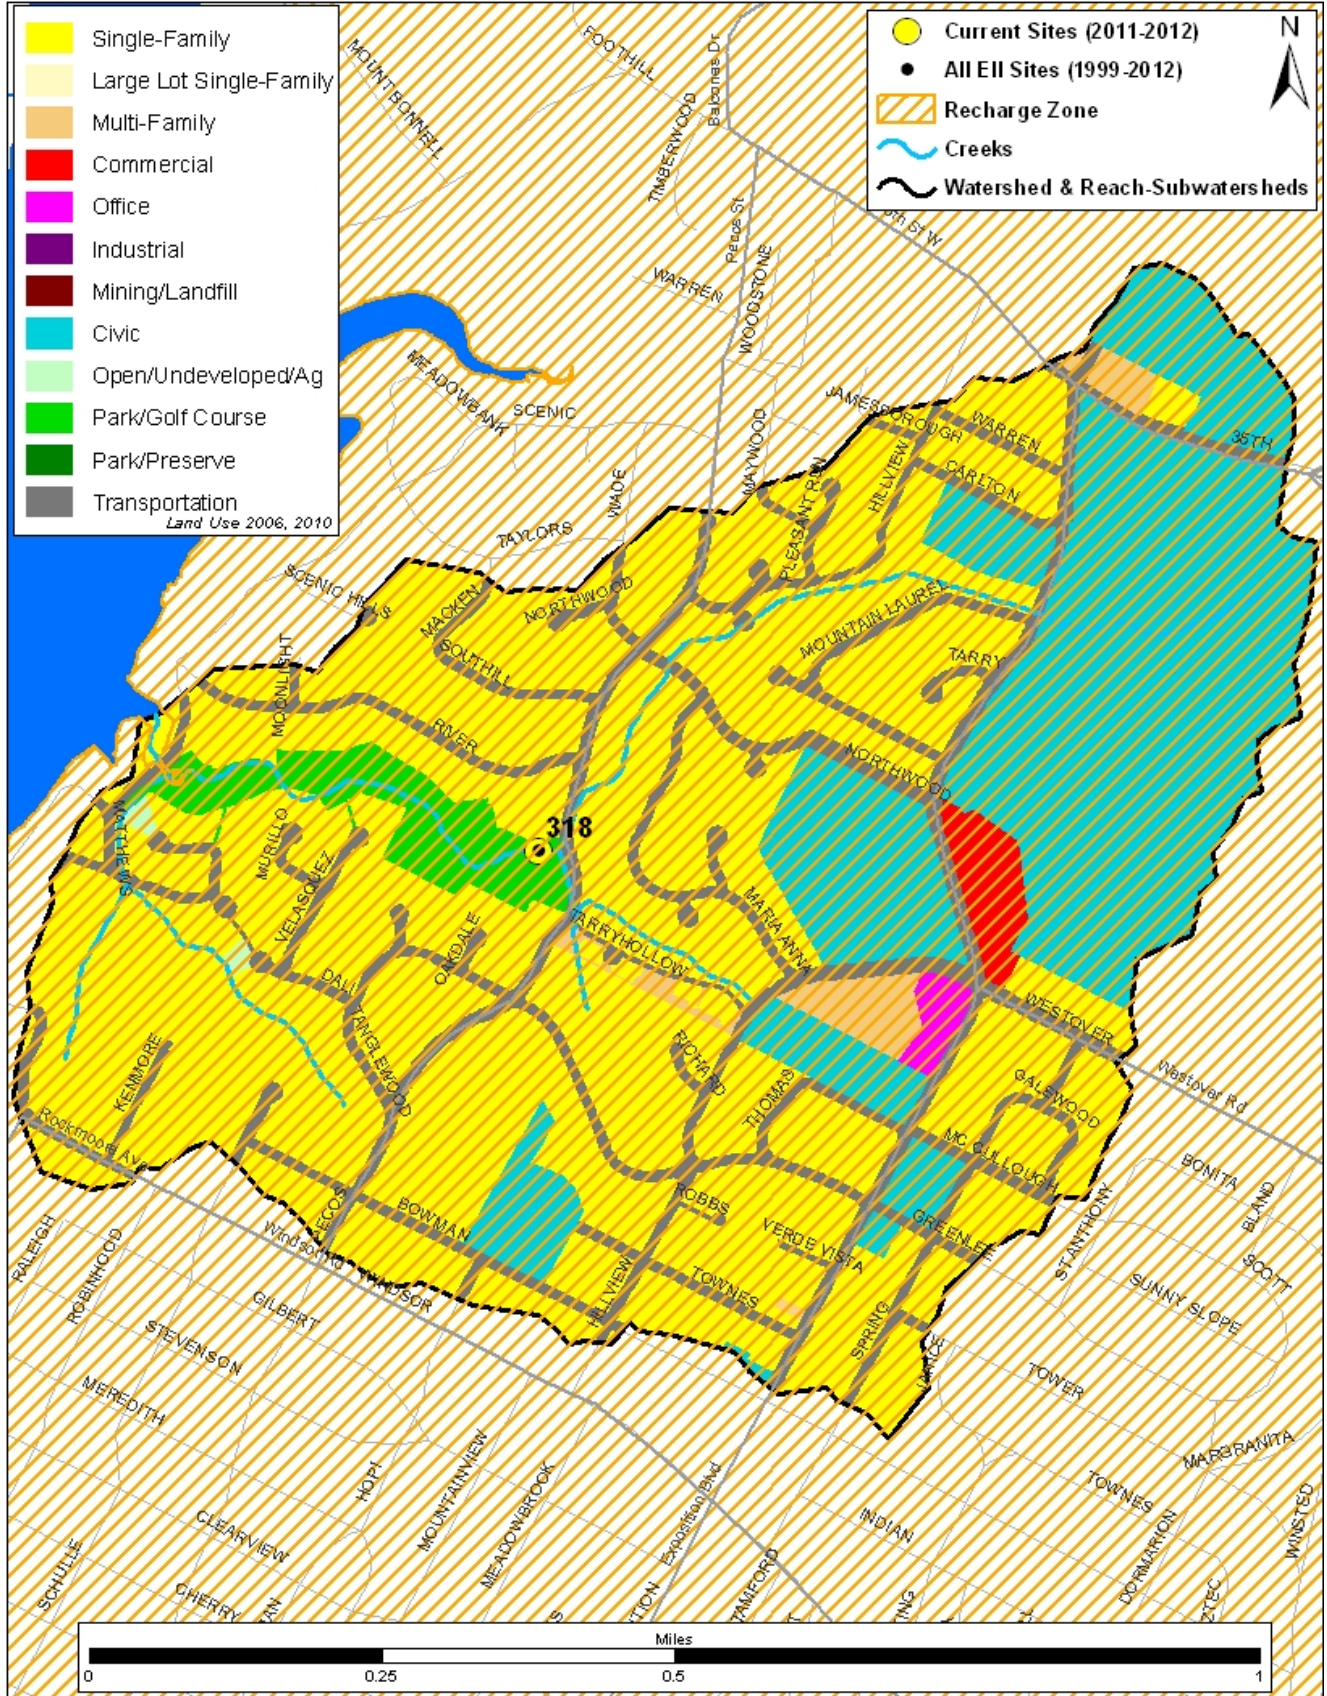 Single-Family
Large Lot Single-Family
Multi-Family
Commercial
Office
Industrial
Mining/Landfill
Civic
Open/Undeveloped/Ag
Park/Golf Course
Park/Preserve
Transportation
Land Use 2006, 2010
Current Sites (2011-2012)
All EII Sites (1999-2012)
Recharge Zone
Creeks
Watershed & Reach-Subwatersheds
N
MOUNT BONNELL
FOOTHILL
Balcones Dr
TIMBERWOOD
Pecos St
WARREN
WOODSTONE
5th St W
MEADOWBANK
SCENIC
JAMESBOROUGH
WARREN
35TH
MAYWOOD
HILLVIEW
CARLTON
WADE
PLEASANT RUN
TAYLORS
SCENIC HILLS
MACKEN
NORTHWOOD
MOUNTAIN LAUREL
SOUTHILL
TARRY
MOONLIGHT
RIVER
NORTHWOOD
318
MATTHEWS
MURILLO
VELASQUEZ
OAKDALE
TARRYHOLLOW
MARIA ANNA
DALI
TANGLEWOOD
WESTOVER
Westover Rd
KENMORE
RICHARD
THOMAS
GALEWOOD
Rockmoor Ave
MC CULLOUGH
BONITA
BLAND
ECOS
BOWMAN
ROBBS
VERDE VISTA
GREENLEE
STANTHONY
SCOTT
SUNNY SLOPE
RALEIGH
ROBINHOOD
Windsor Rd
WINDSOR
GILBERT
HILLVIEW
TOWNES
SPRING
STEVENSON
TOWER
MEREDITH
MARGRANITA
HOPI
MOUNTAINVIEW
MEADOWBROOK
Exposition Blvd
TOWNES
INDIAN
DORMARION
WINSTED
CLEARVIEW
SCHULLE
CHERRY
AN
S
TION
TAMFORD
T
ING
ZTEC
Miles
0
0.25
0.5
1